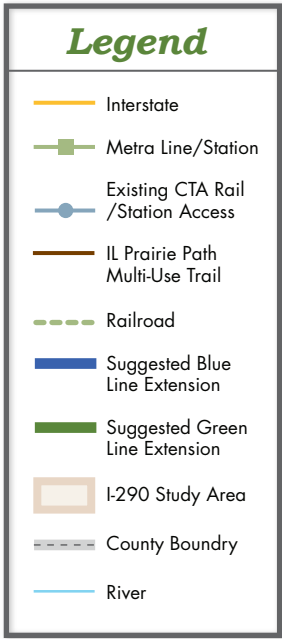 Legend
Interstate
Metra Line/Station
Existing CTA Rail
/Station Access
IL Prairie Path
Multi-Use Trail
Railroad
Suggested Blue
Line Extension
Suggested Green
Line Extension
I-290 Study Area
County Boundry
River